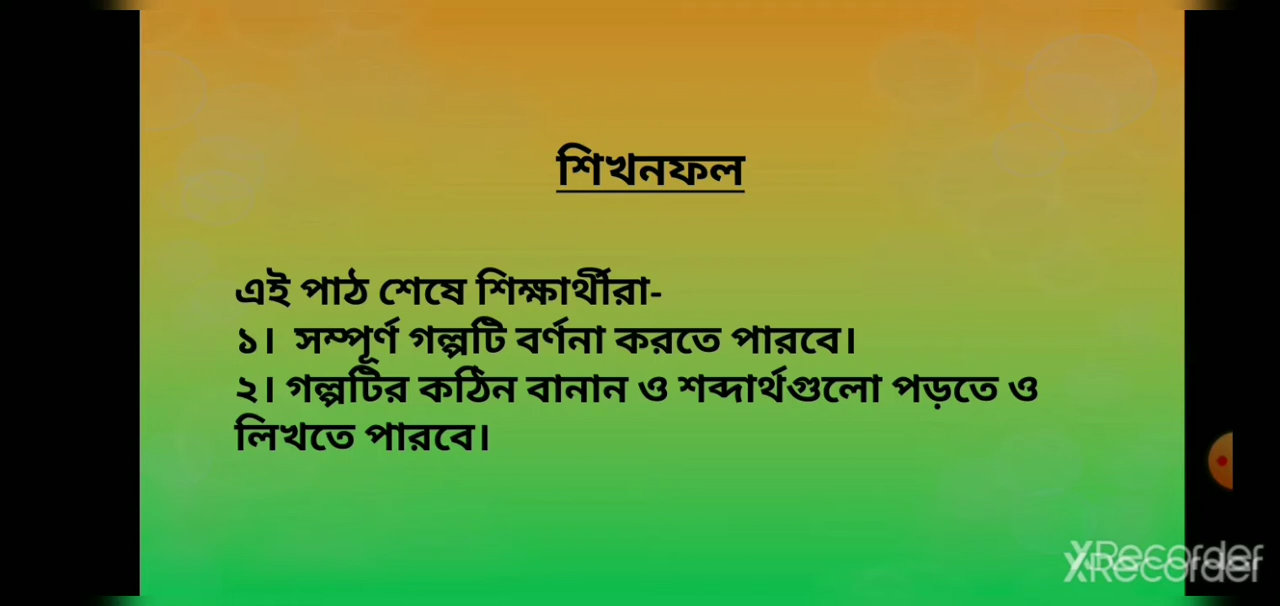 শিখনফল
এই পাঠ শেষে শিক্ষার্থীরা-
১। সম্পূর্ণ গল্পটি বর্ণনা করতে পারবে।
২। গল্পটির কঠিন বানান ও শব্দার্থগুলো পড়তে ও
লিখতে পারবে।
XRecorder